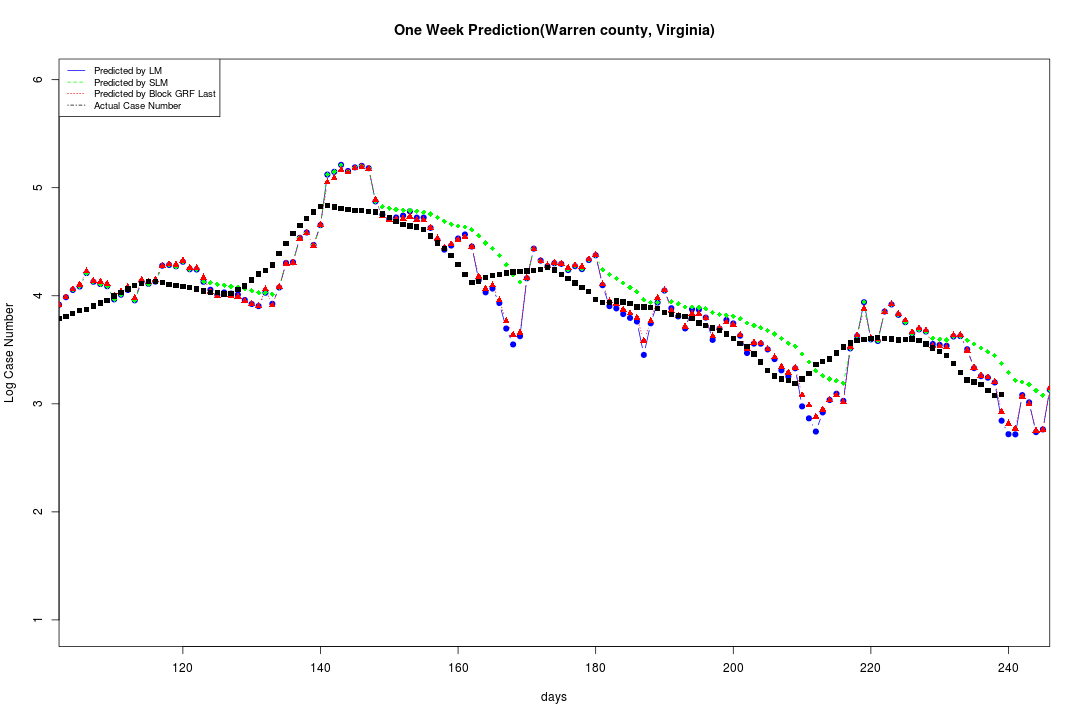 One Week Prediction(Warren county, Virginia)
Predicted by LM
Predicted by SLM
Predicted by Block GRF Last
Actual Case Number
6
5
4
3
2
1
Log Case Number
120 140 160 180 200 220 240
days